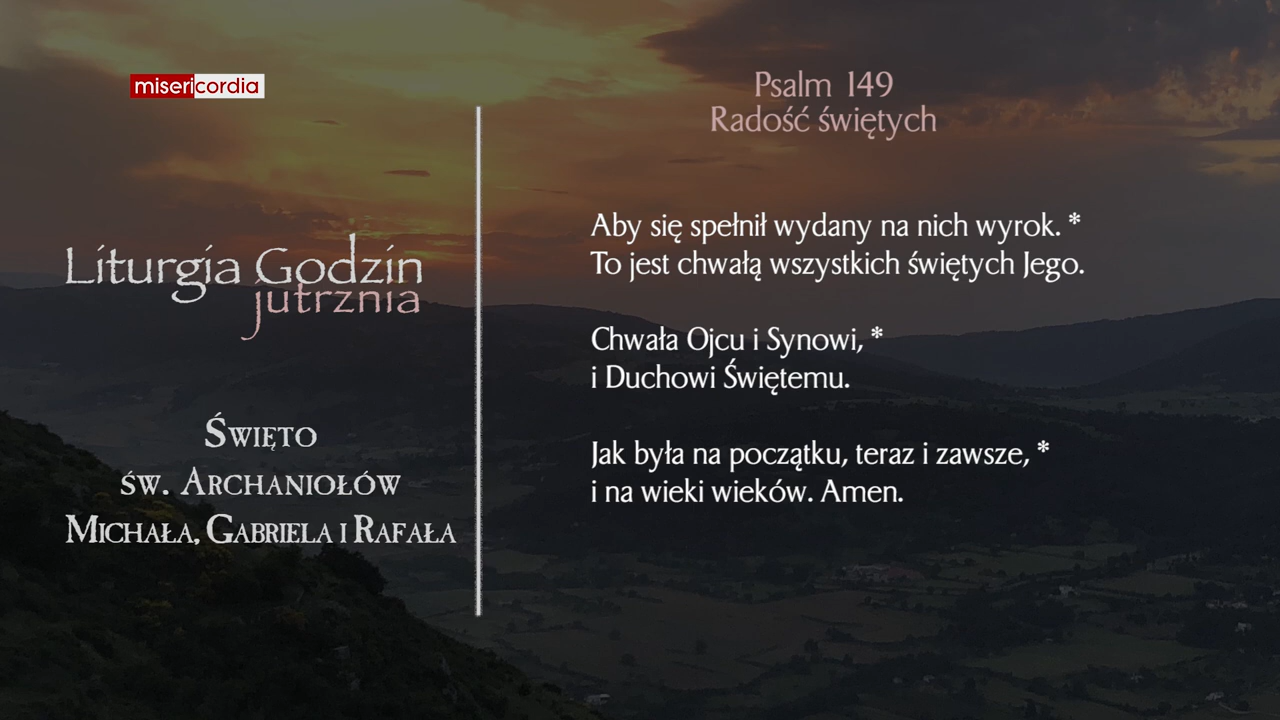 misericordia
Liturgia Godzin
jutrznia
Święto
św. Archaniołów
Michała, Gabriela i Rafała
Psalm 149
Radość świętych
Aby się spełnił wydany na nich wyrok. *
To jest chwałą wszystkich świętych Jego.
Chwała Ojcu i Synowi, *
i Duchowi Świętemu.
Jak była na początku, teraz i zawsze, *
i na wieki wieków. Amen.